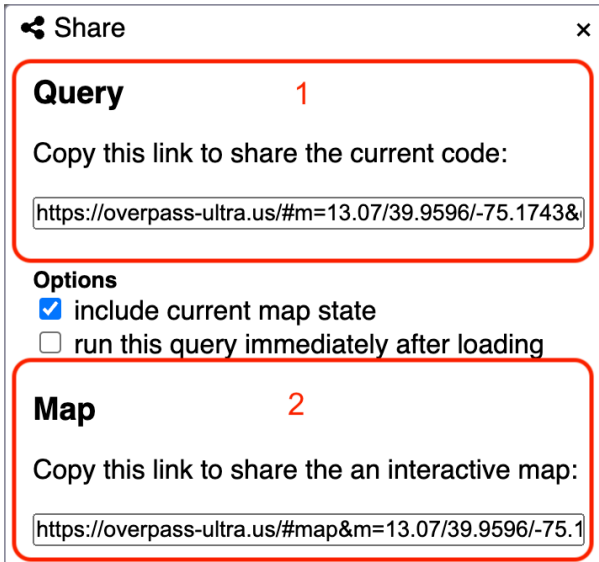 Share ×
Query 1
Copy this link to share the current code:
https://overpass-ultra.us/#m=13.07/39.9596/-75.1743&
Options
include current map state
run this query immediately after loading
Map 2
Copy this link to share the an interactive map:
https://overpass-ultra.us/#map&m=13.07/39.9596/-75.1